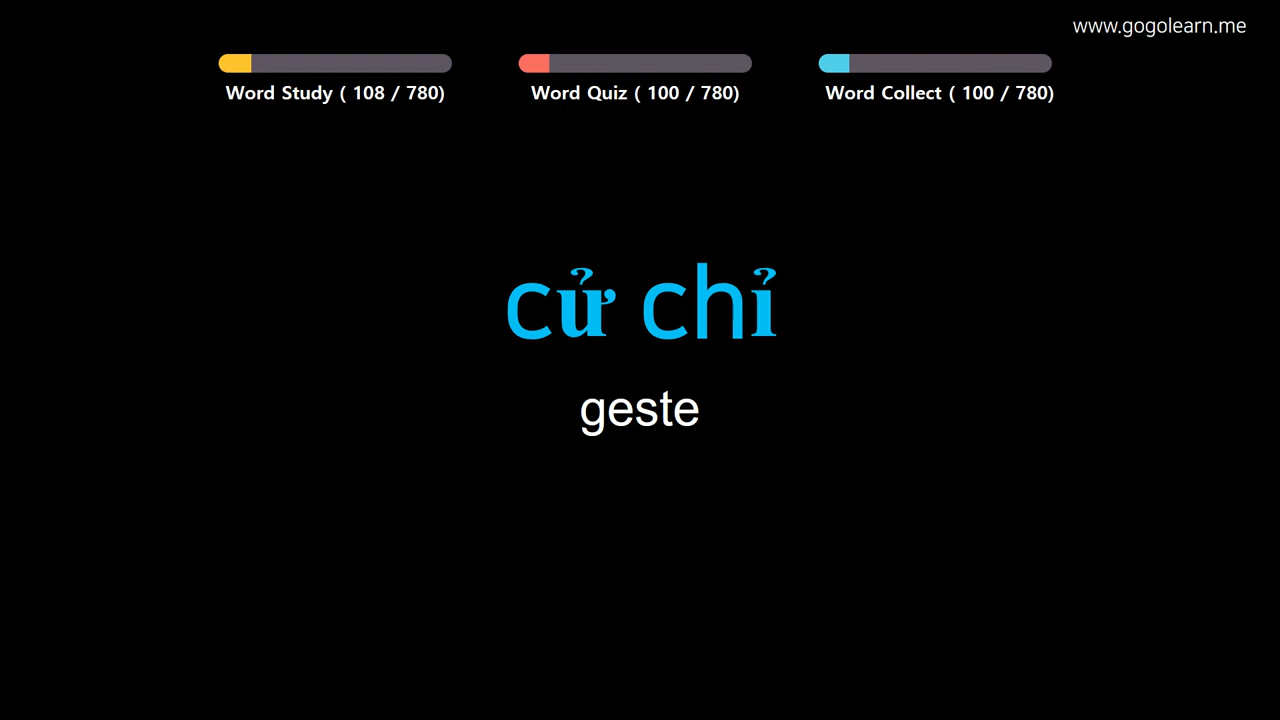 www.gogolearn.me
Word Study ( 108 / 780)
Word Quiz ( 100 / 780)
Word Collect ( 100 / 780)
cử chỉ
geste